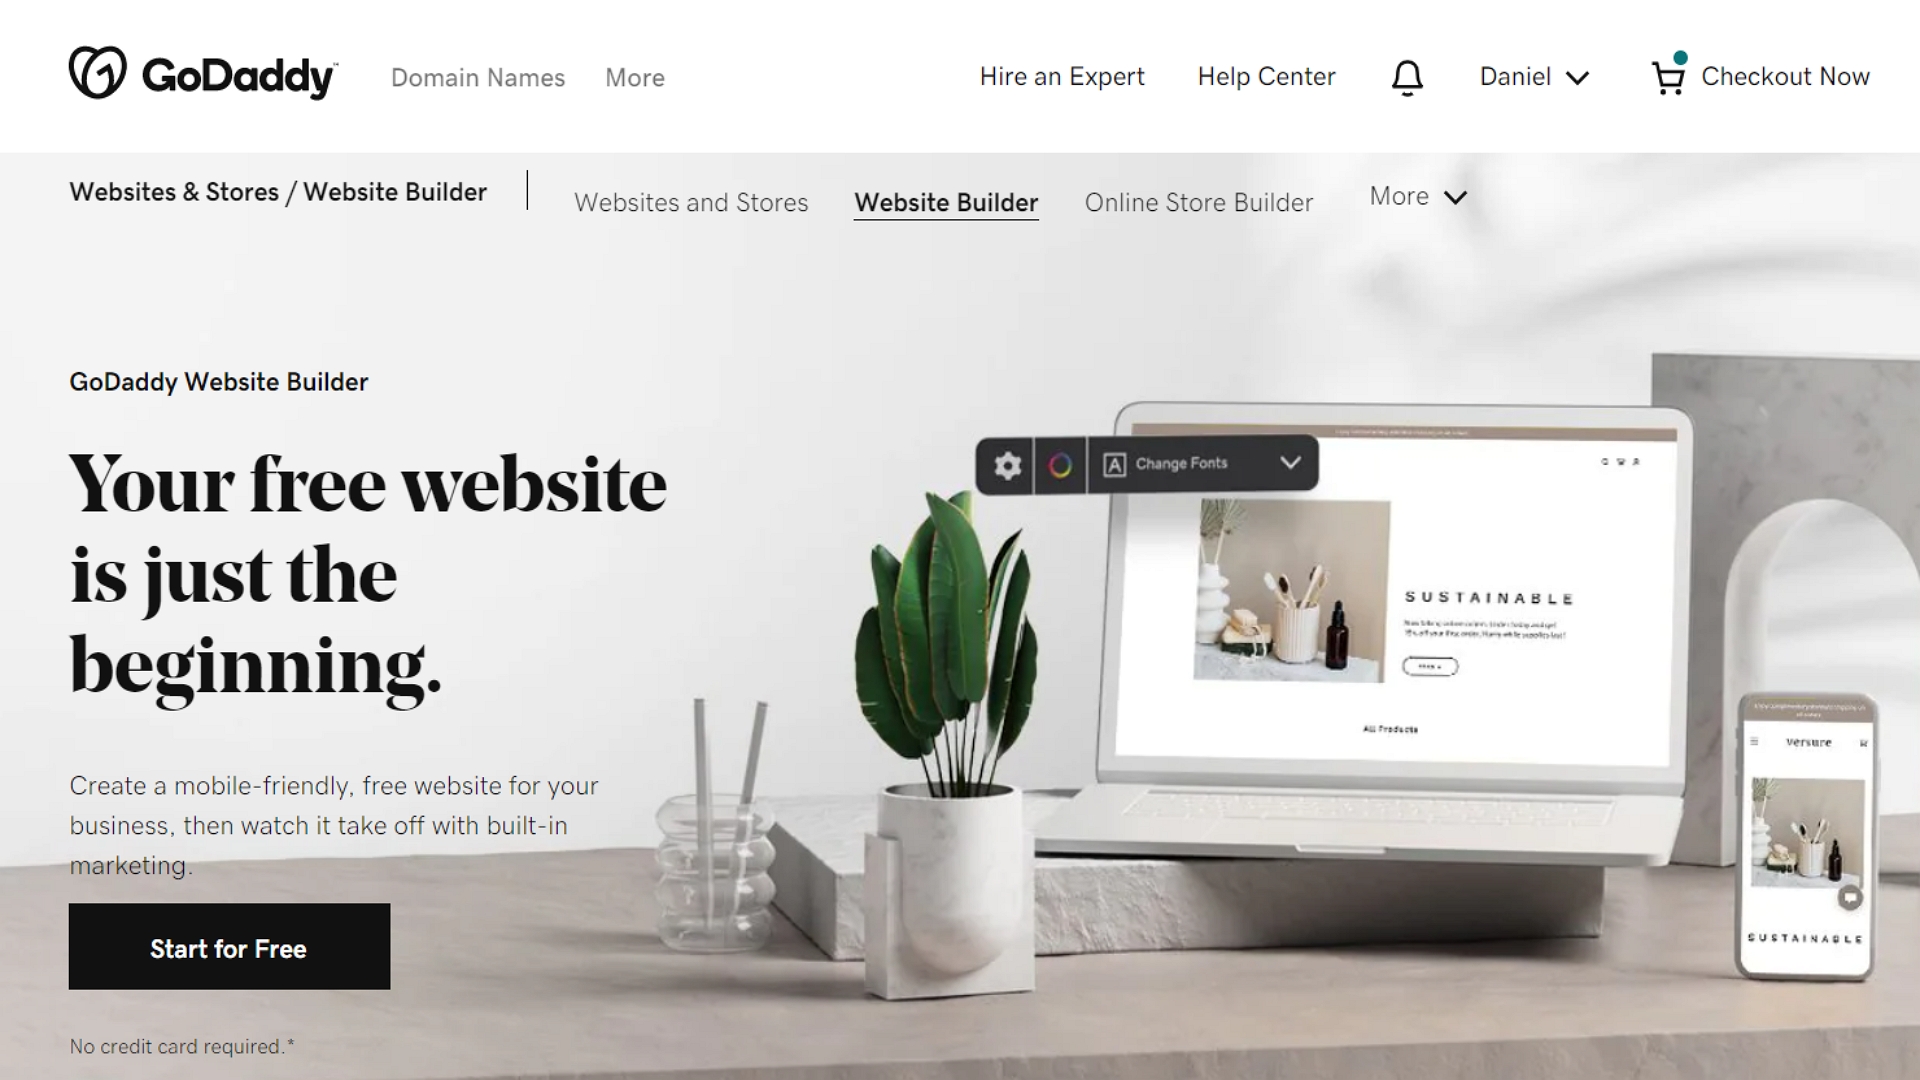 GoDaddy
Domain Names
More
Hire an Expert
Help Center
Daniel
Checkout Now
Websites & Stores / Website Builder
Websites and Stores
Website Builder
Online Store Builder
More
GoDaddy Website Builder
Your free website
is just the
beginning.
Create a mobile-friendly, free website for your
business, then watch it take off with built-in
marketing.
Start for Free
No credit card required.*
A Change Fonts
SUSTAINABLE
All Products
versure
SUSTAINABLE